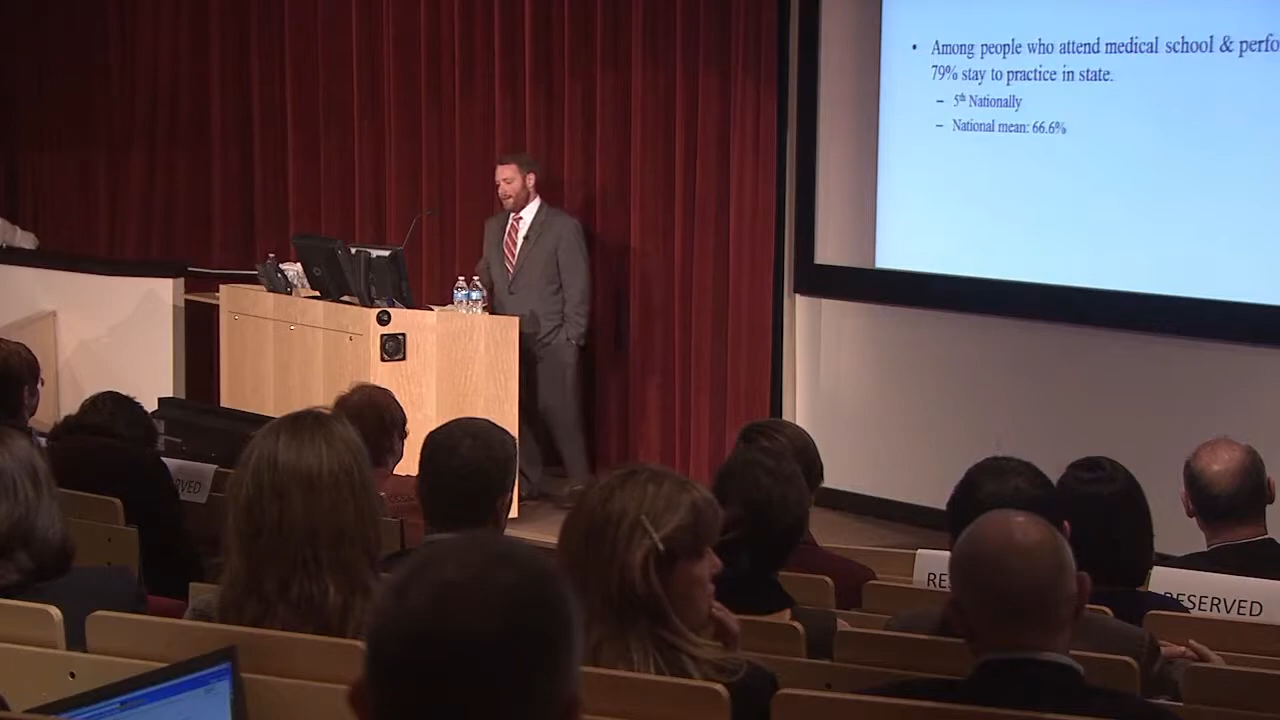 • Among people who attend medical school & perfo
79% stay to practice in state.
– 5th Nationally
– National mean: 66.6%
RVED
RES
RESERVED